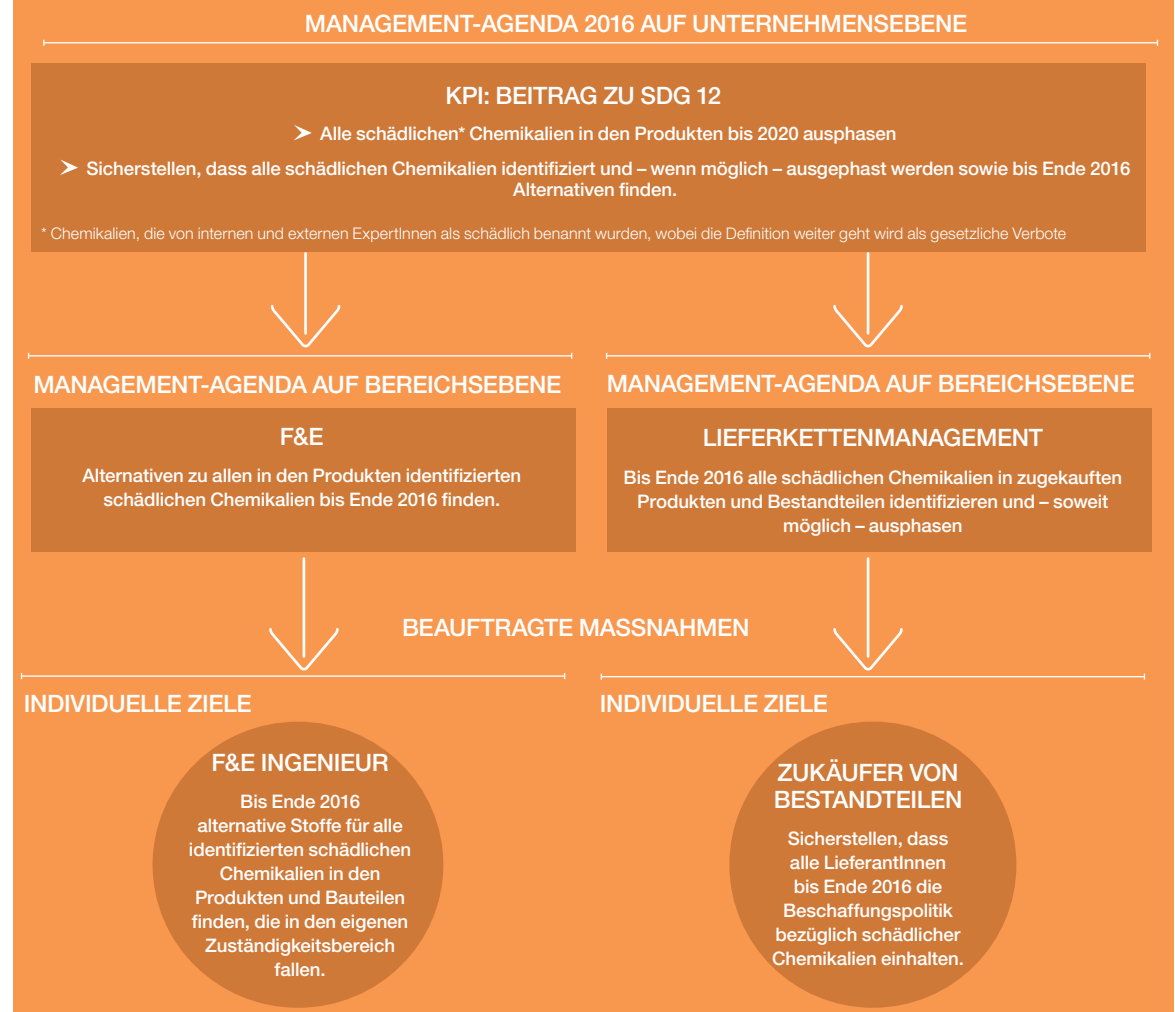 MANAGEMENT-AGENDA 2016 AUF UNTERNEHMENSEBENE
KPI: BEITRAG ZU SDG 12
➤ Alle schädlichen* Chemikalien in den Produkten bis 2020 ausphasen
➤ Sicherstellen, dass alle schädlichen Chemikalien identifiziert und – wenn möglich – ausgephast werden sowie bis Ende 2016
Alternativen finden.
* Chemikalien, die von internen und externen ExpertInnen als schädlich benannt wurden, wobei die Definition weiter geht wird als gesetzliche Verbote
MANAGEMENT-AGENDA AUF BEREICHSEBENE
F&E
Alternativen zu allen in den Produkten identifizierten
schädlichen Chemikalien bis Ende 2016 finden.
MANAGEMENT-AGENDA AUF BEREICHSEBENE
LIEFERKETTENMANAGEMENT
Bis Ende 2016 alle schädlichen Chemikalien in zugekauften
Produkten und Bestandteilen identifizieren und – soweit
möglich – ausphasen
BEAUFTRAGTE MASSNAHMEN
INDIVIDUELLE ZIELE
F&E INGENIEUR
Bis Ende 2016
alternative Stoffe für alle
identifizierten schädlichen
Chemikalien in den
Produkten und Bauteilen
finden, die in den eigenen
Zuständigkeitsbereich
fallen.
INDIVIDUELLE ZIELE
ZUKÄUFER VON
BESTANDTEILEN
Sicherstellen, dass
alle LieferantInnen
bis Ende 2016 die
Beschaffungspolitik
bezüglich schädlicher
Chemikalien einhalten.